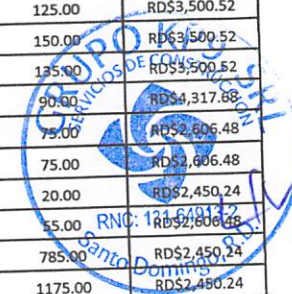 125.00 RD$3,500.52
150.00 RD$3,500.52
135.00 RD$3,500.52
90.00 RD$4,317.68
75.00 RD$2,606.48
75.00 RD$2,606.48
20.00 RD$2,450.24
55.00 RD$2,606.48
785.00 RD$2,450.24
1175.00 RD$2,450.24
GRUPO SRL
SERVICIOS DE CONSTRUCCION
RNC:
Santo Domingo, R.D.